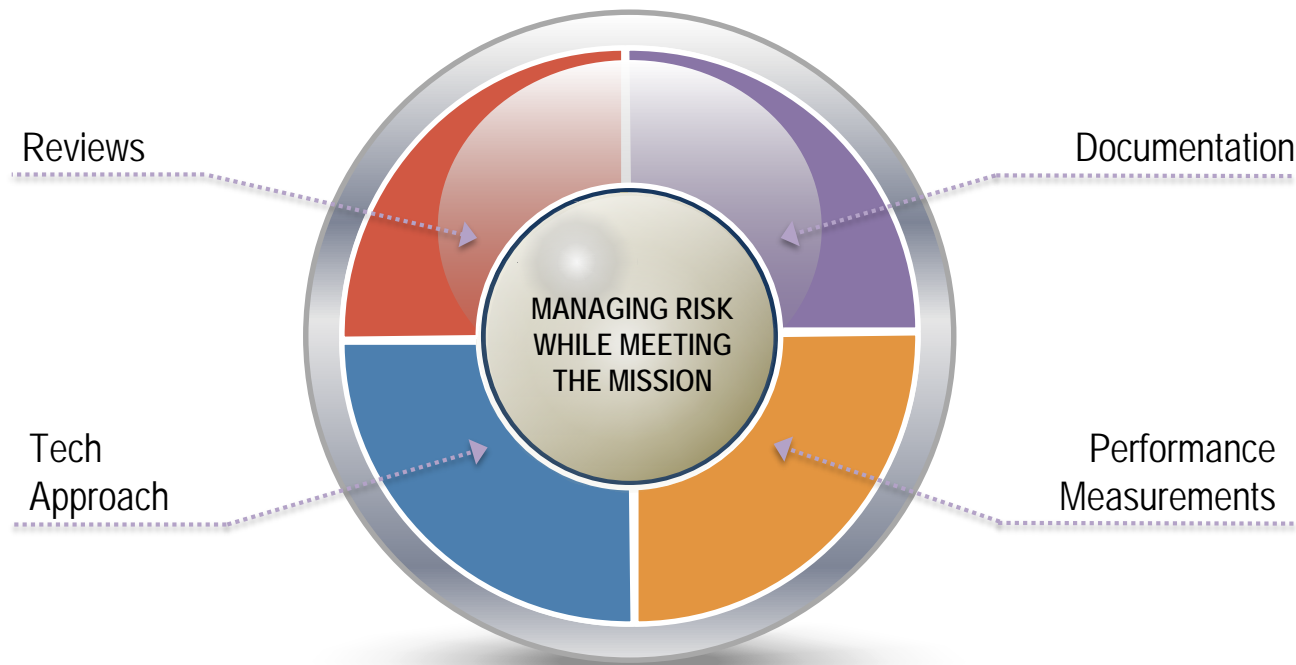 Reviews
Documentation
MANAGING RISK
WHILE MEETING
THE MISSION
Tech
Approach
Performance
Measurements